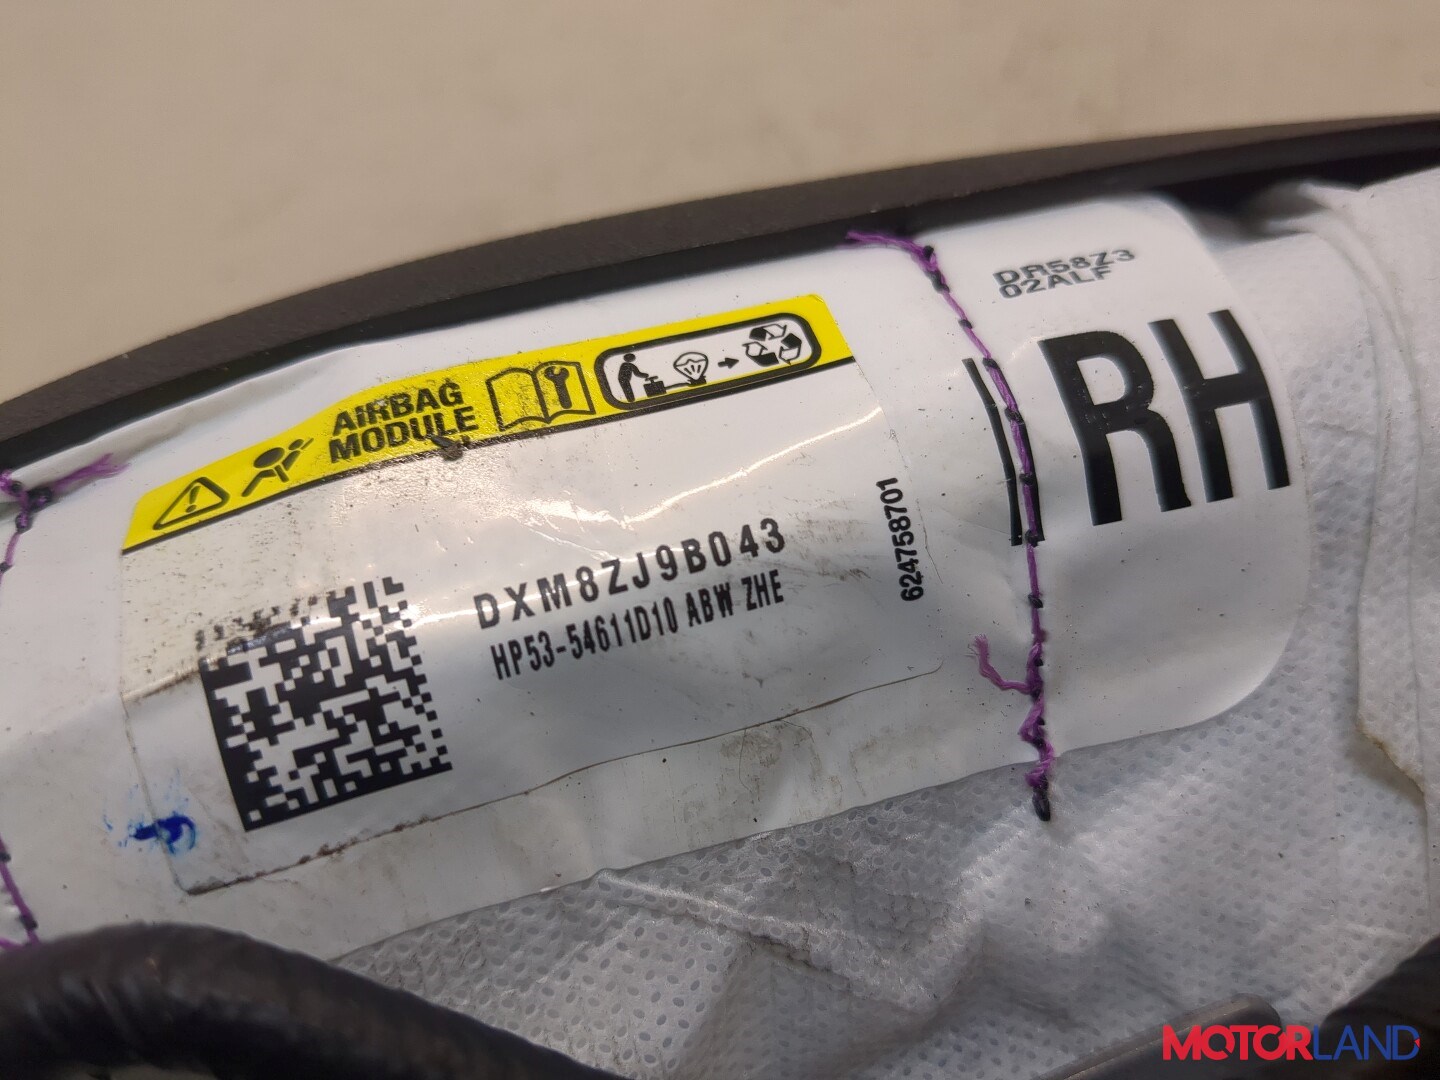 DR58Z3
02ALF
RH
AIRBAG
MODULE
DXM8ZJ9B043
HP53-54611D10 ABW ZHE
624758701
MOTORLAND